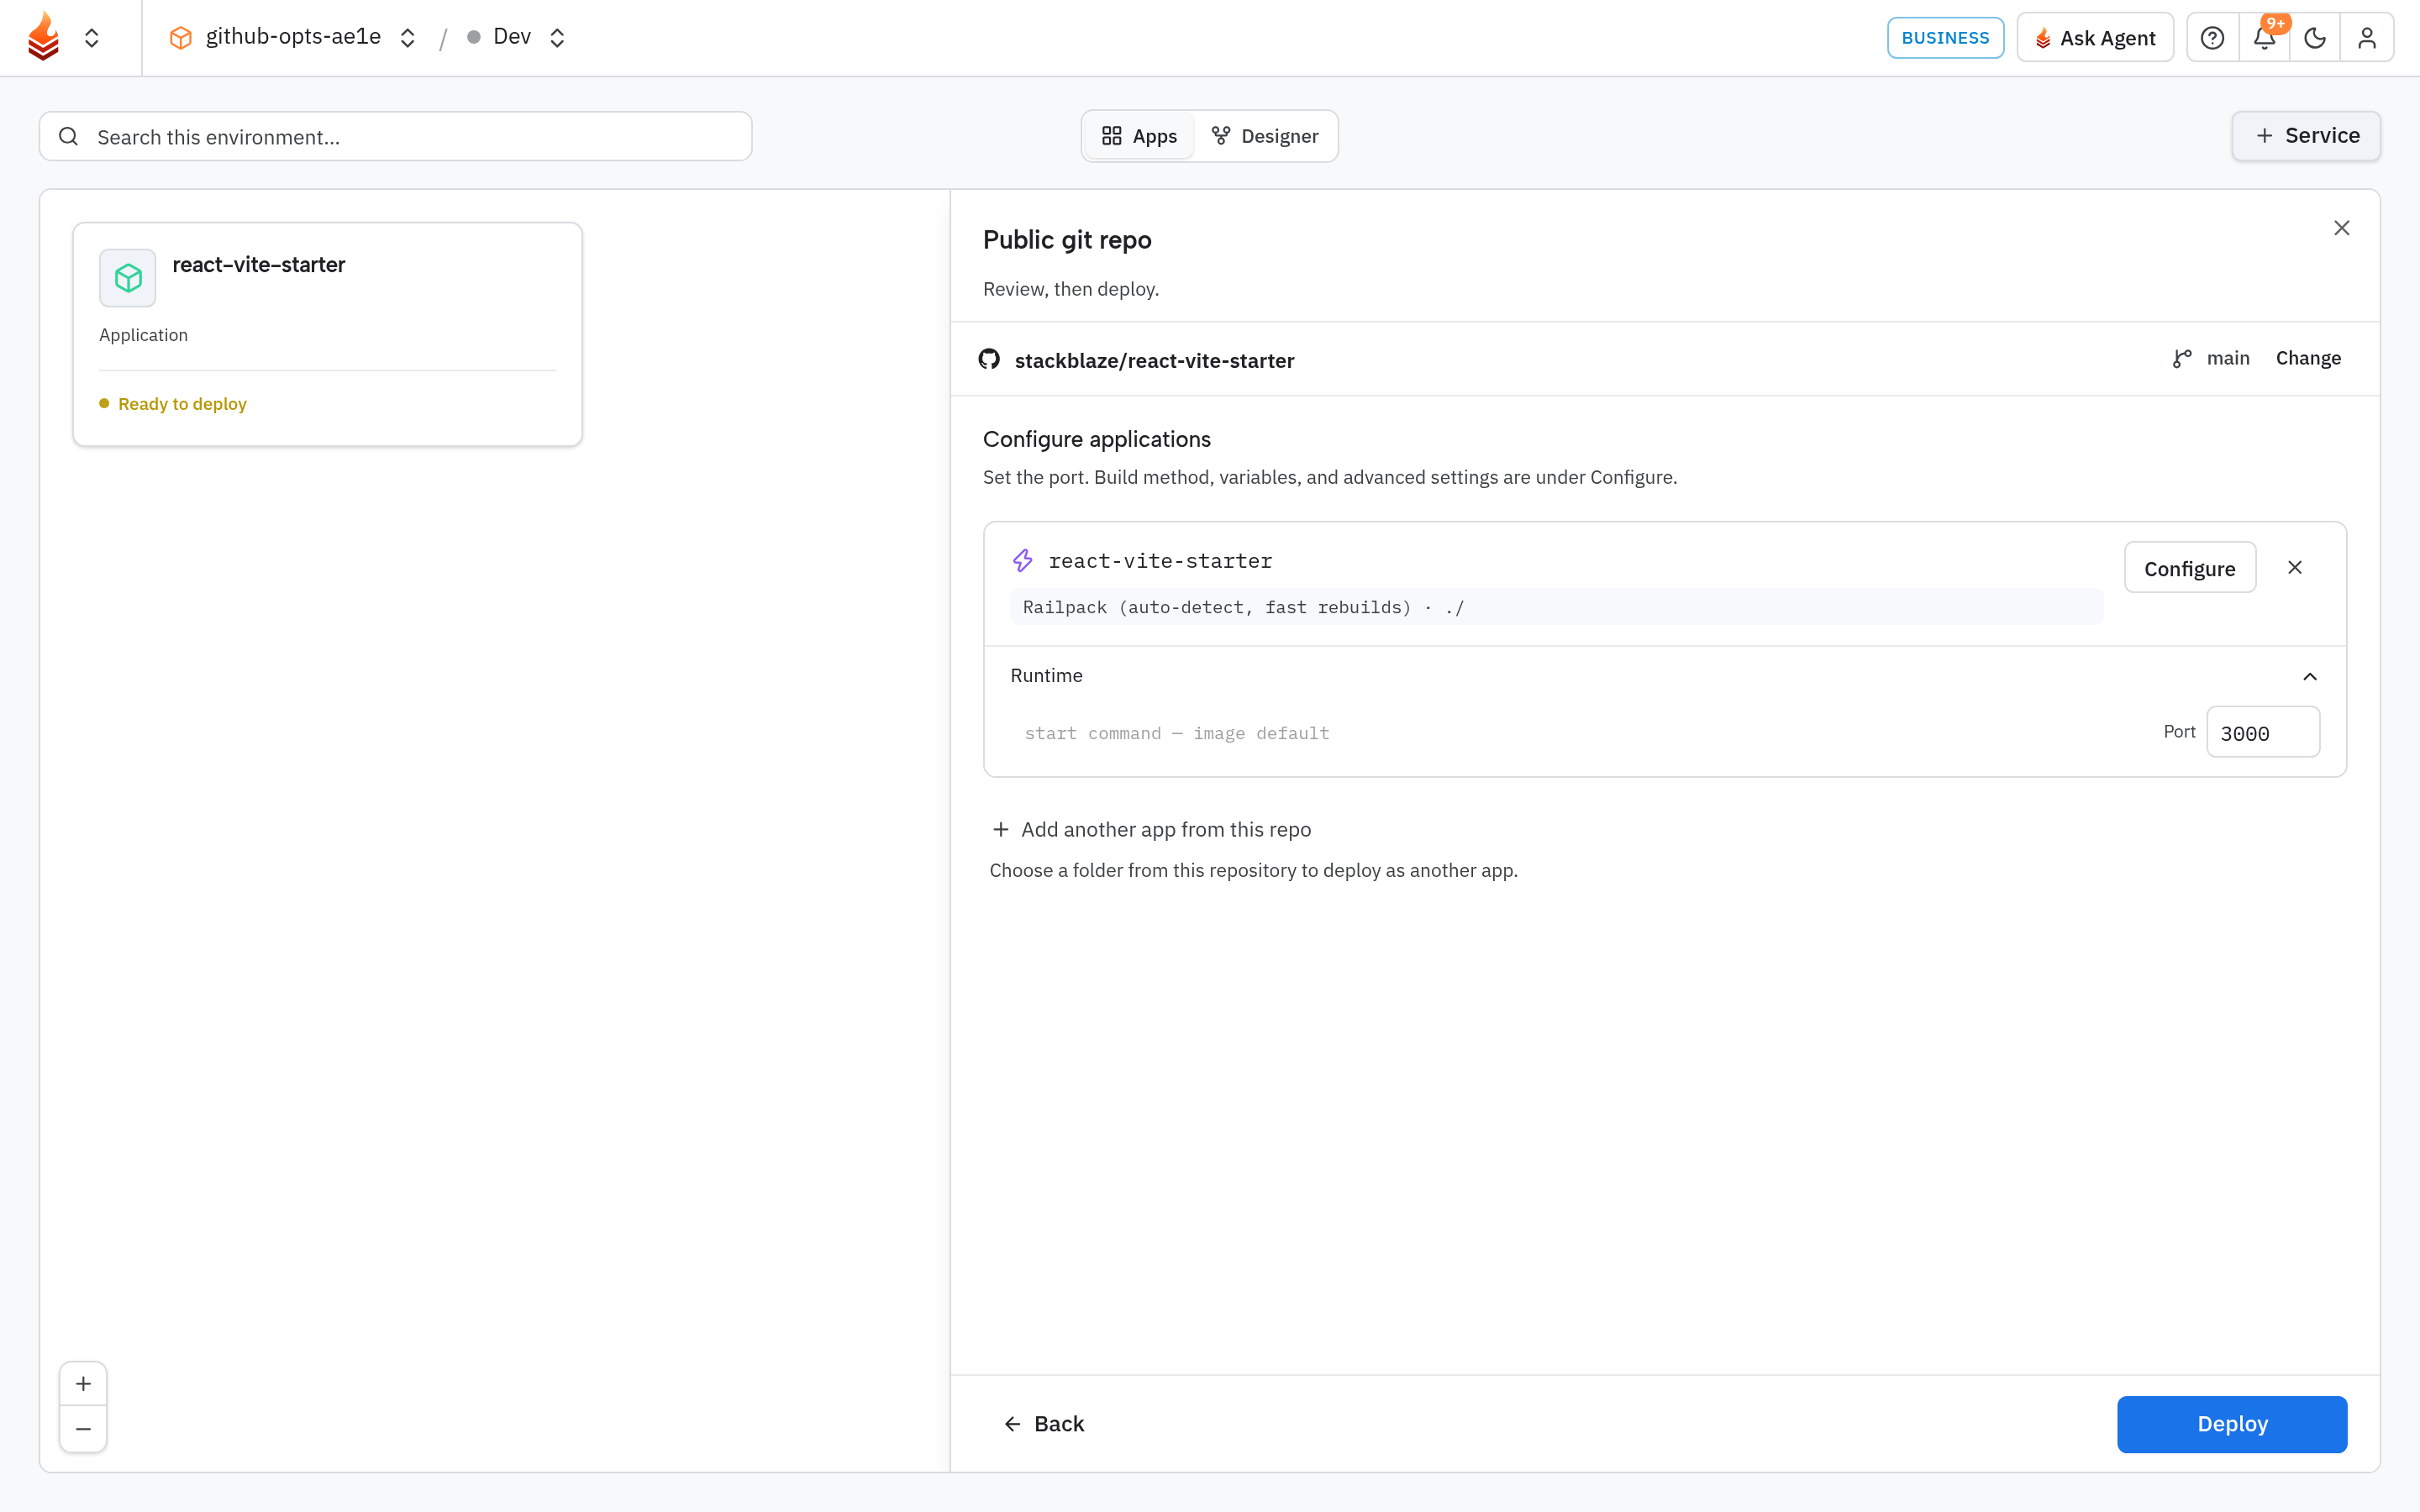 github-opts-ae1e / Dev
BUSINESS
Ask Agent
9+
Search this environment...
Apps
Designer
+ Service
react-vite-starter
Application
Ready to deploy
Public git repo
Review, then deploy.
stackblaze/react-vite-starter
main
Change
Configure applications
Set the port. Build method, variables, and advanced settings are under Configure.
react-vite-starter
Configure
Railpack (auto-detect, fast rebuilds) · ./
Runtime
start command — image default
Port
3000
+ Add another app from this repo
Choose a folder from this repository to deploy as another app.
← Back
Deploy